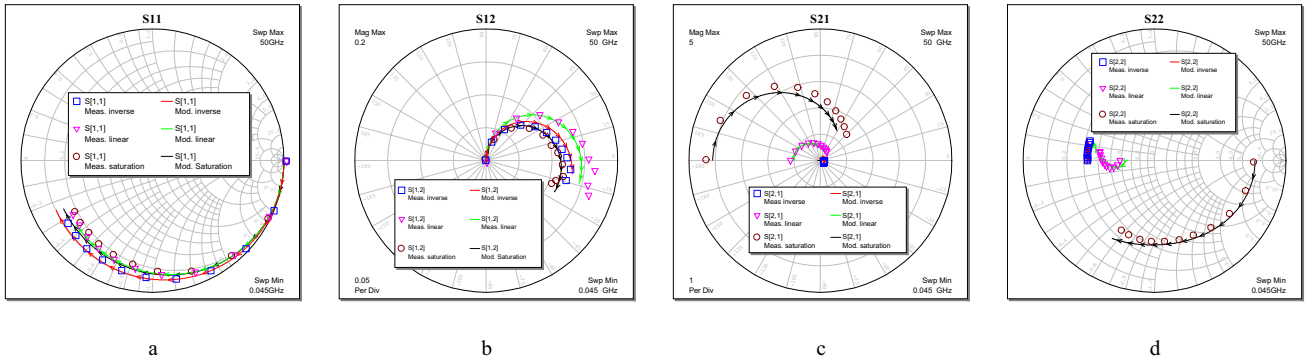 S11
Swp Max
50GHz
S[1,1]
Meas. inverse
S[1,1]
Mod. inverse
S[1,1]
Meas. linear
S[1,1]
Mod. linear
S[1,1]
Meas. saturation
S[1,1]
Mod. Saturation
Swp Min
0.045GHz
a
S12
Mag Max
0.2
Swp Max
50 GHz
S[1,2]
Meas. inverse
S[1,2]
Mod. inverse
S[1,2]
Meas. linear
S[1,2]
Mod. linear
S[1,2]
Meas. saturation
S[1,2]
Mod. Saturation
0.05
Per Div
Swp Min
0.045 GHz
b
S21
Mag Max
5
Swp Max
50 GHz
S[2,1]
Meas. inverse
S[2,1]
Mod. inverse
S[2,1]
Meas. linear
S[2,1]
Mod. linear
S[2,1]
Meas. saturation
S[2,1]
Mod. saturation
1
Per Div
Swp Min
0.045 GHz
c
S22
Swp Max
50GHz
S[2,2]
Meas. inverse
S[2,2]
Mod. inverse
S[2,2]
Meas. linear
S[2,2]
Mod. linear
S[2,2]
Meas. saturation
S[2,2]
Mod. saturation
Swp Min
0.045GHz
d